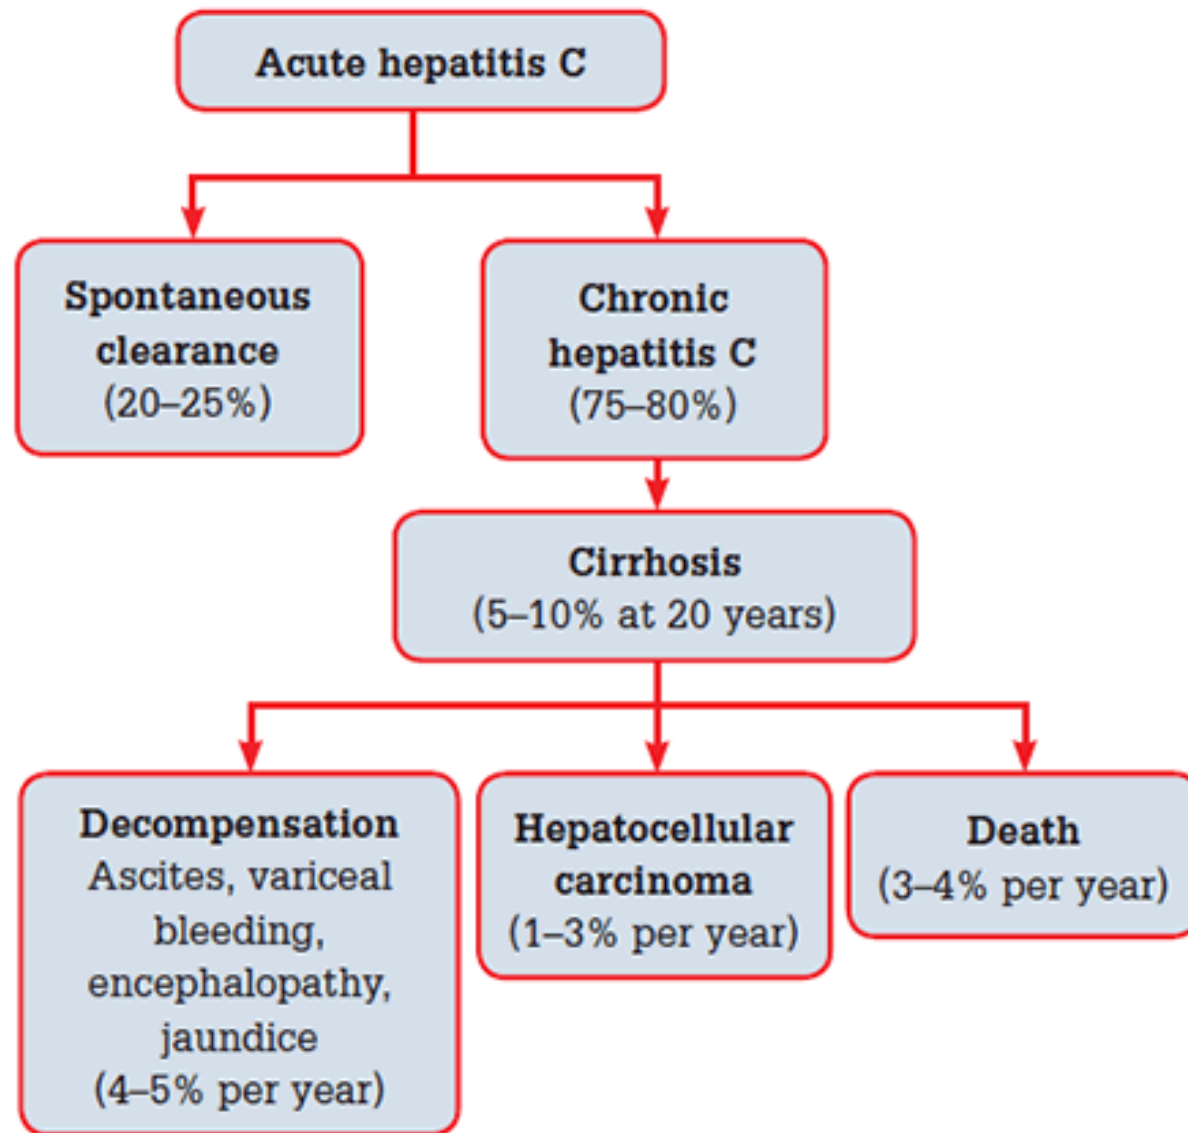 Acute hepatitis C
Spontaneous
clearance
(20–25%)
Chronic
hepatitis C
(75–80%)
Cirrhosis
(5–10% at 20 years)
Decompensation
Ascites, variceal
bleeding,
encephalopathy,
jaundice
(4–5% per year)
Hepatocellular
carcinoma
(1–3% per year)
Death
(3–4% per year)